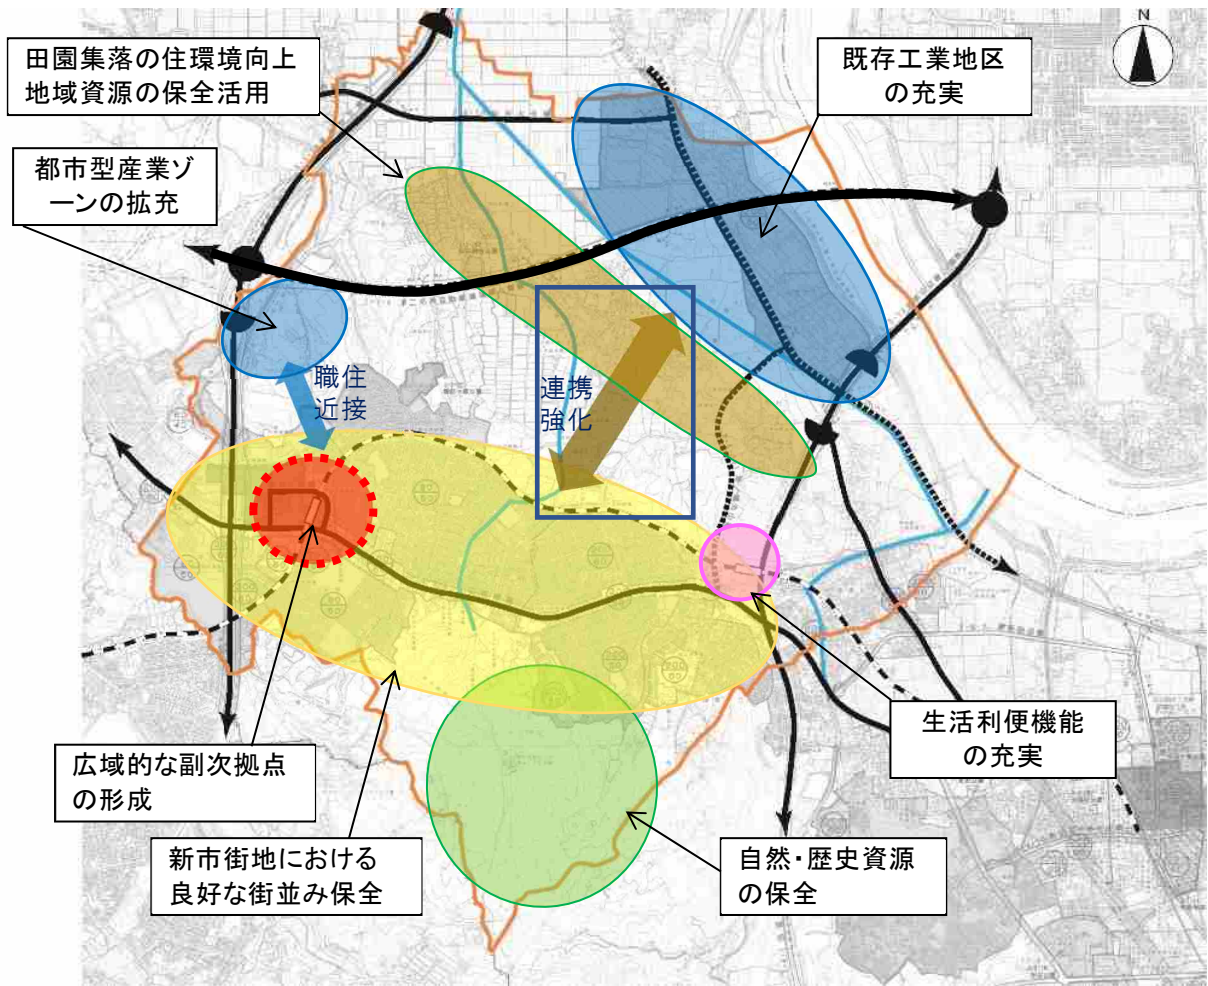 N
田園集落の住環境向上
地域資源の保全活用
既存工業地区
の充実
都市型産業ゾ
ーンの拡充
職住
近接
連携
強化
広域的な副次拠点
の形成
生活利便機能
の充実
新市街地における
良好な街並み保全
自然・歴史資源
の保全